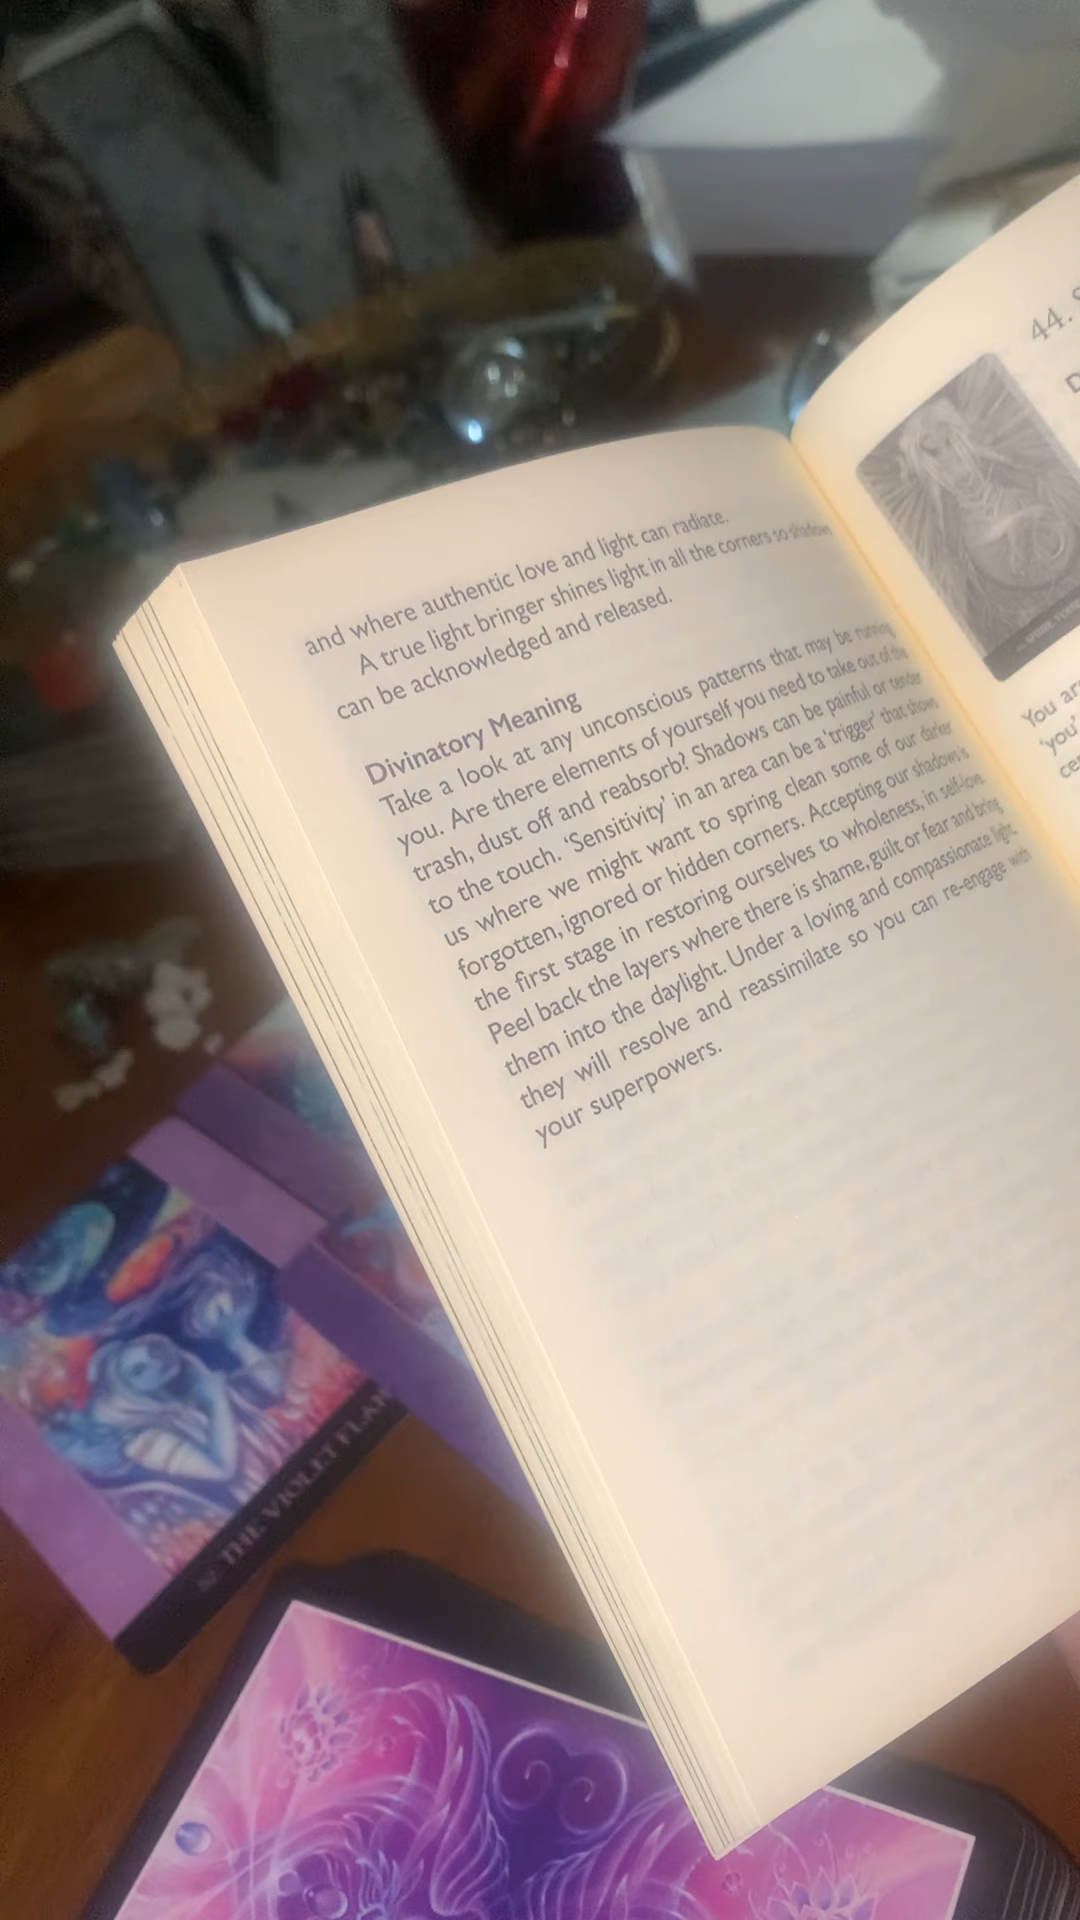 and where authentic love and light can radiate.
A true light bringer shines light in all the corners so shadows
can be acknowledged and released.
Divinatory Meaning
Take a look at any unconscious patterns that may be running
you. Are there elements of yourself you need to take out of the
trash, dust off and reabsorb? Shadows can be painful or tender
to the touch. ‘Sensitivity’ in an area can be a ‘trigger’ that shows
us where we might want to spring clean some of our darker
forgotten, ignored or hidden corners. Accepting our shadows is
the first stage in restoring ourselves to wholeness, in self-love.
Peel back the layers where there is shame, guilt or fear and bring
them into the daylight. Under a loving and compassionate light,
they will resolve and reassimilate so you can re-engage with
your superpowers.
44.
You are
‘you’
THE VIOLET FLAM